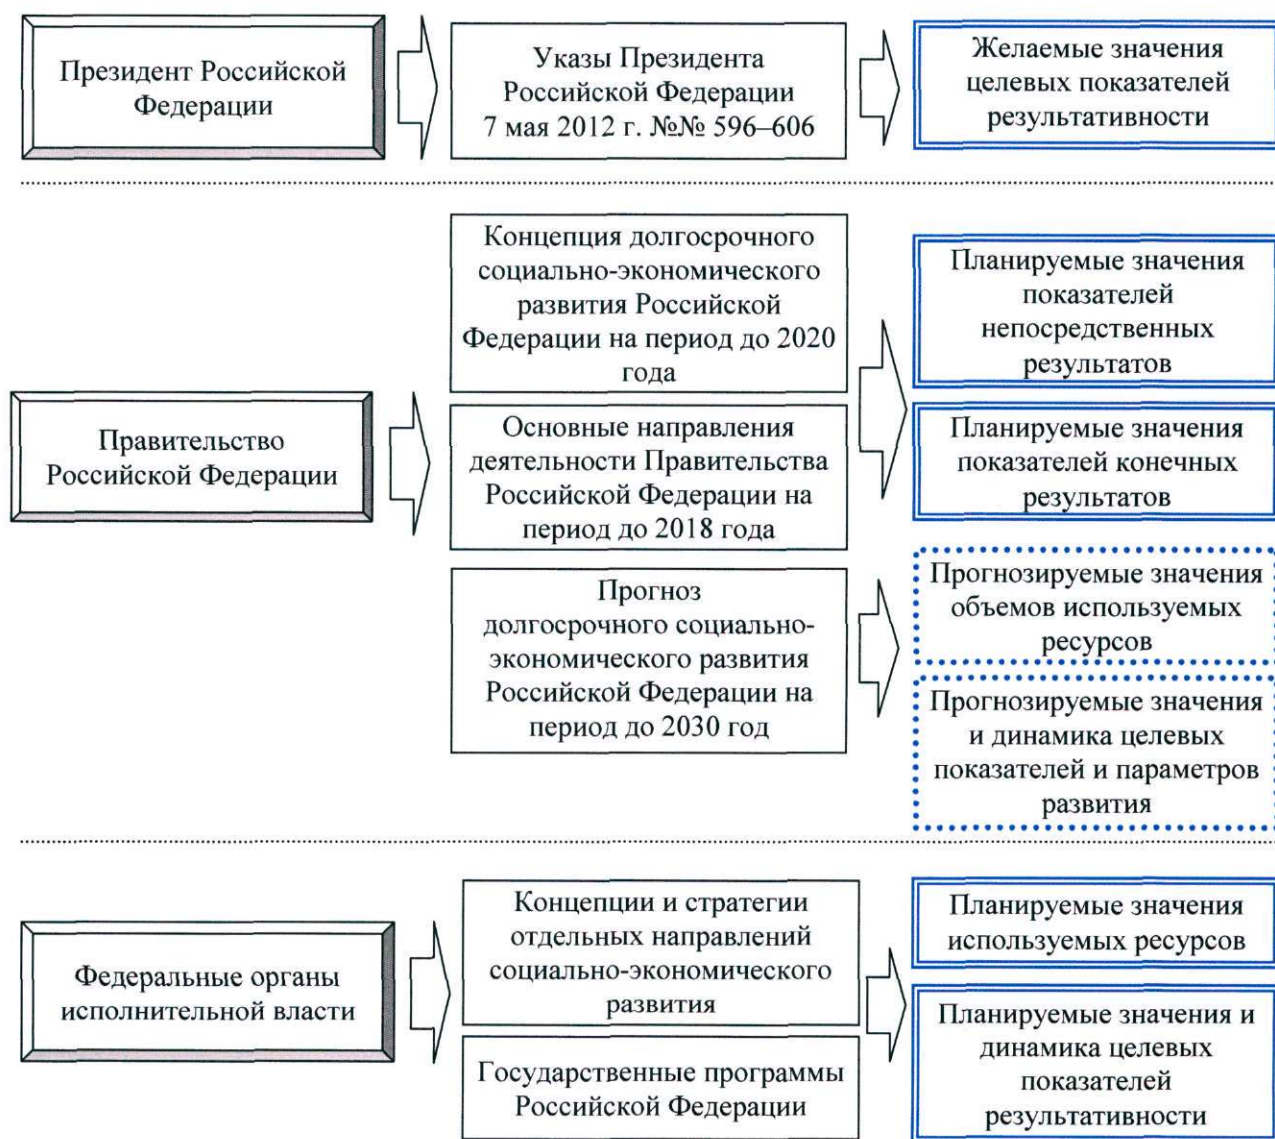 Президент Российской
Федерации
Указы Президента
Российской Федерации
7 мая 2012 г. №№ 596–606
Желаемые значения
целевых показателей
результативности
Правительство
Российской Федерации
Концепция долгосрочного
социально-экономического
развития Российской
Федерации на период до 2020
года
Основные направления
деятельности Правительства
Российской Федерации на
период до 2018 года
Прогноз
долгосрочного социально-
экономического развития
Российской Федерации на
период до 2030 год
Планируемые значения
показателей
непосредственных
результатов
Планируемые значения
показателей конечных
результатов
Прогнозируемые значения
объемов используемых
ресурсов
Прогнозируемые значения
и динамика целевых
показателей и параметров
развития
Федеральные органы
исполнительной власти
Концепции и стратегии
отдельных направлений
социально-экономического
развития
Государственные программы
Российской Федерации
Планируемые значения
используемых ресурсов
Планируемые значения и
динамика целевых
показателей
результативности